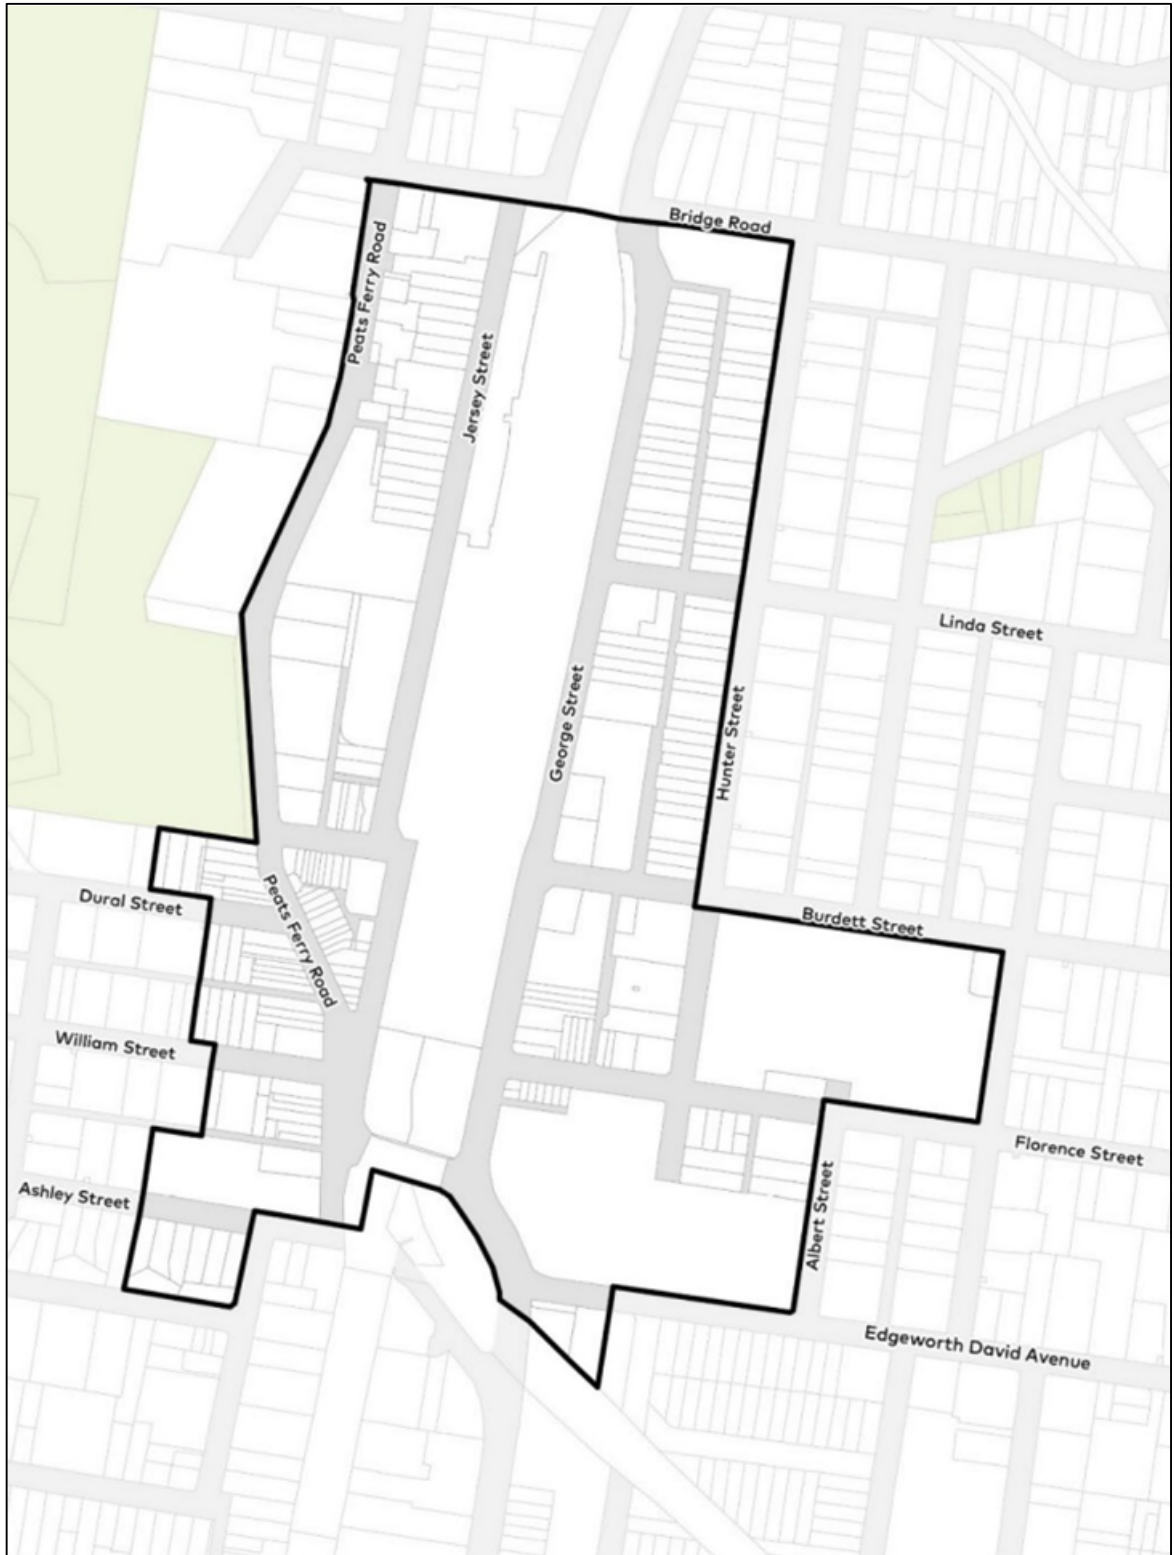 Bridge Road
Peats Ferry Road
Jersey Street
Linda Street
George Street
Hunter Street
Dural Street
Peats Ferry Road
Burdett Street
William Street
Florence Street
Ashley Street
Albert Street
Edgeworth David Avenue